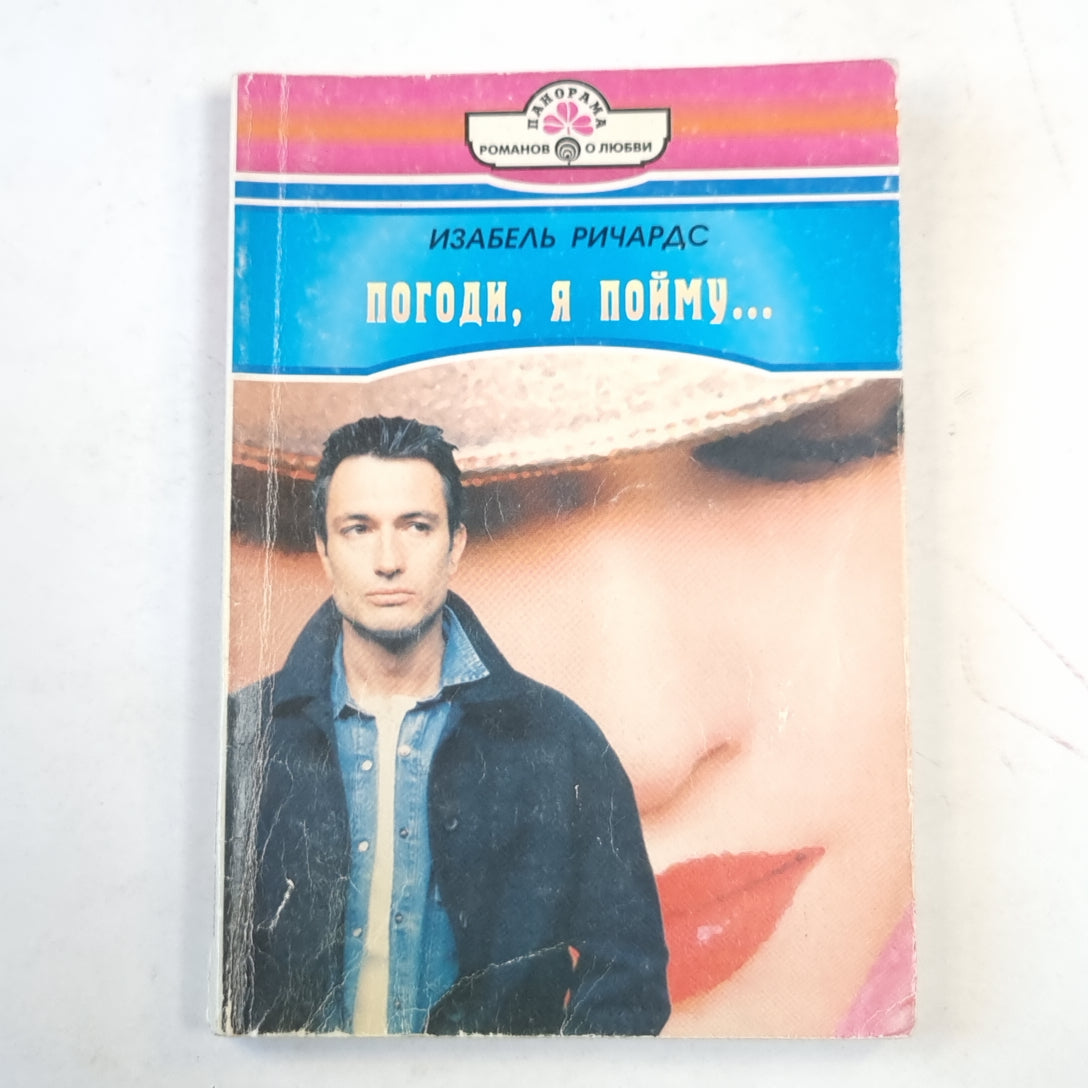 ПАНОРАМА
РОМАНОВ О ЛЮБВИ
ИЗАБЕЛЬ РИЧАРДС
ПОГОДИ, Я ПОЙМУ...